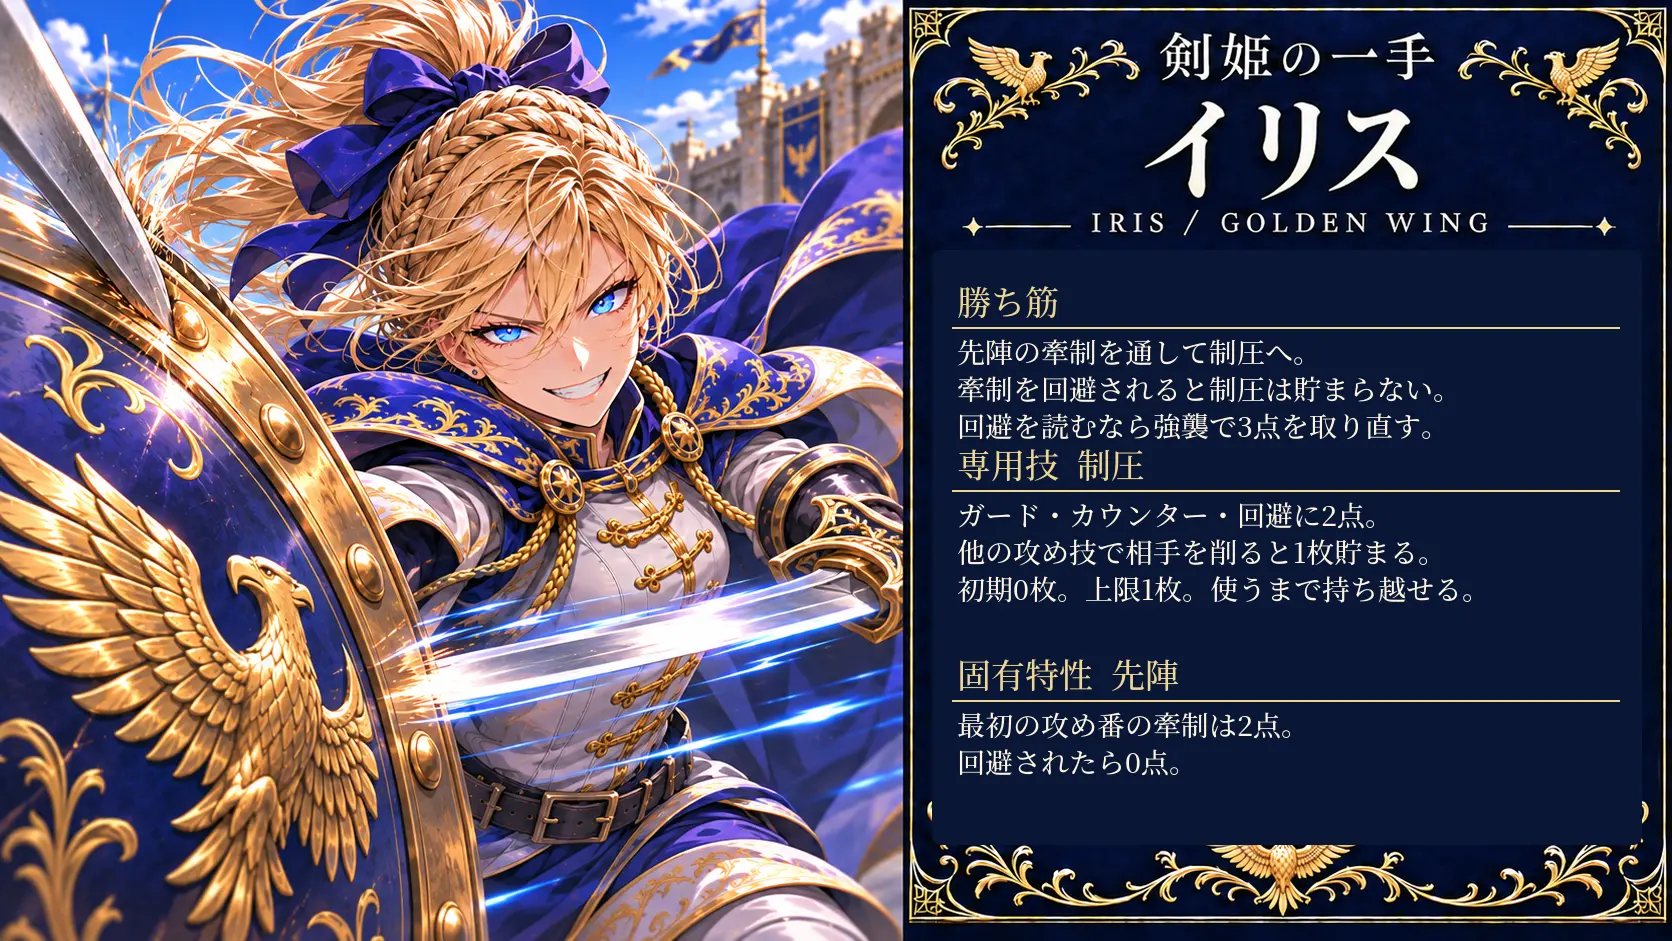 剣姫の一手
イリス
IRIS / GOLDEN WING
勝ち筋
先陣の牽制を通して制圧へ。
牽制を回避されると制圧は貯まらない。
回避を読むなら強襲で3点を取り直す。
専用技 制圧
ガード・カウンター・回避に2点。
他の攻め技で相手を削ると1枚貯まる。
初期0枚。上限1枚。使うまで持ち越せる。
固有特性 先陣
最初の攻め番の牽制は2点。
回避されたら0点。